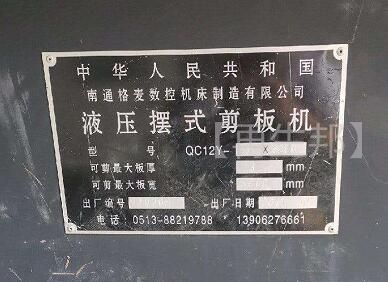 中华人民共和国
南通格麦数控机床制造有限公司
液压摆式剪板机
型 号 QC12Y-
可剪最大板厚 mm
可剪最大板宽 mm
出厂编号 出厂日期
电话：0513-88219788 13906276661